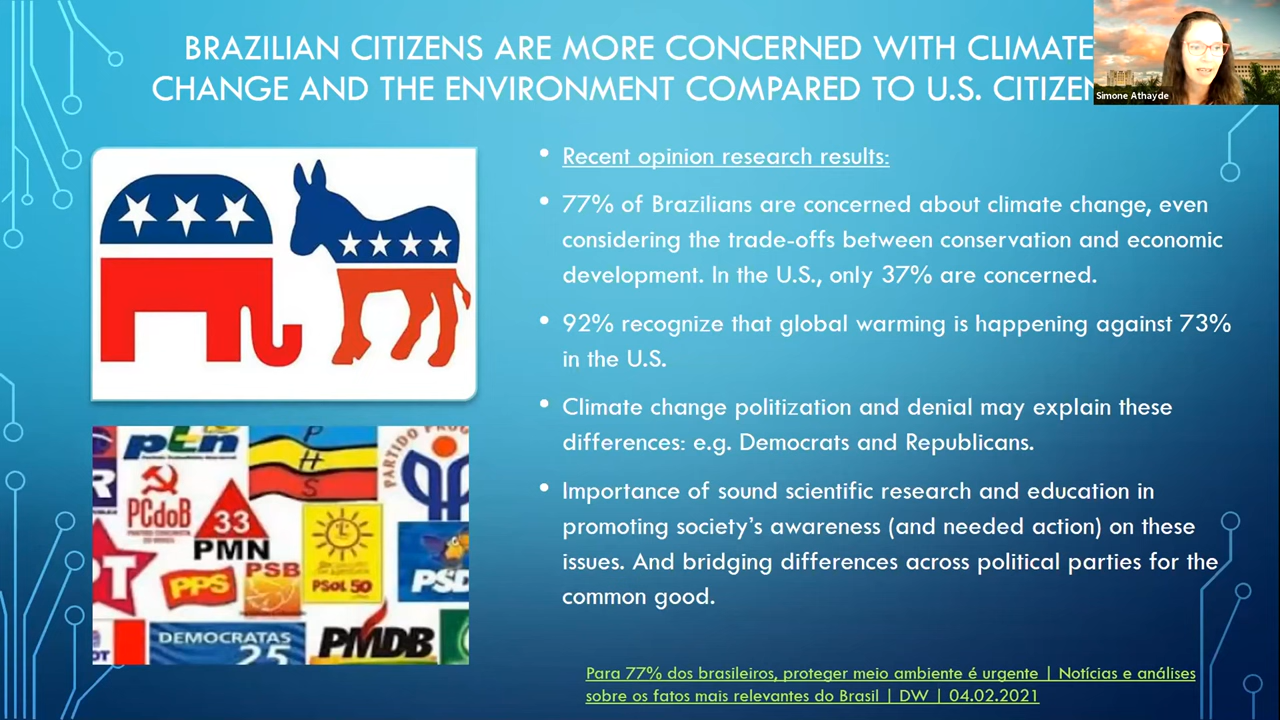 BRAZILIAN CITIZENS ARE MORE CONCERNED WITH CLIMATE
CHANGE AND THE ENVIRONMENT COMPARED TO U.S. CITIZEN
Simone Athayde
• Recent opinion research results:
• 77% of Brazilians are concerned about climate change, even
considering the trade-offs between conservation and economic
development. In the U.S., only 37% are concerned.
• 92% recognize that global warming is happening against 73%
in the U.S.
• Climate change politization and denial may explain these
differences: e.g. Democrats and Republicans.
• Importance of sound scientific research and education in
promoting society's awareness (and needed action) on these
issues. And bridging differences across political parties for the
common good.
PHS
PARTIDO
PCdoB
33
PMN
PPS
PSB
PSOL 50
PSD
DEMOCRATAS
25
PMDB
Para 77% dos brasileiros, proteger meio ambiente é urgente | Notícias e análises
sobre os fatos mais relevantes do Brasil | DW | 04.02.2021